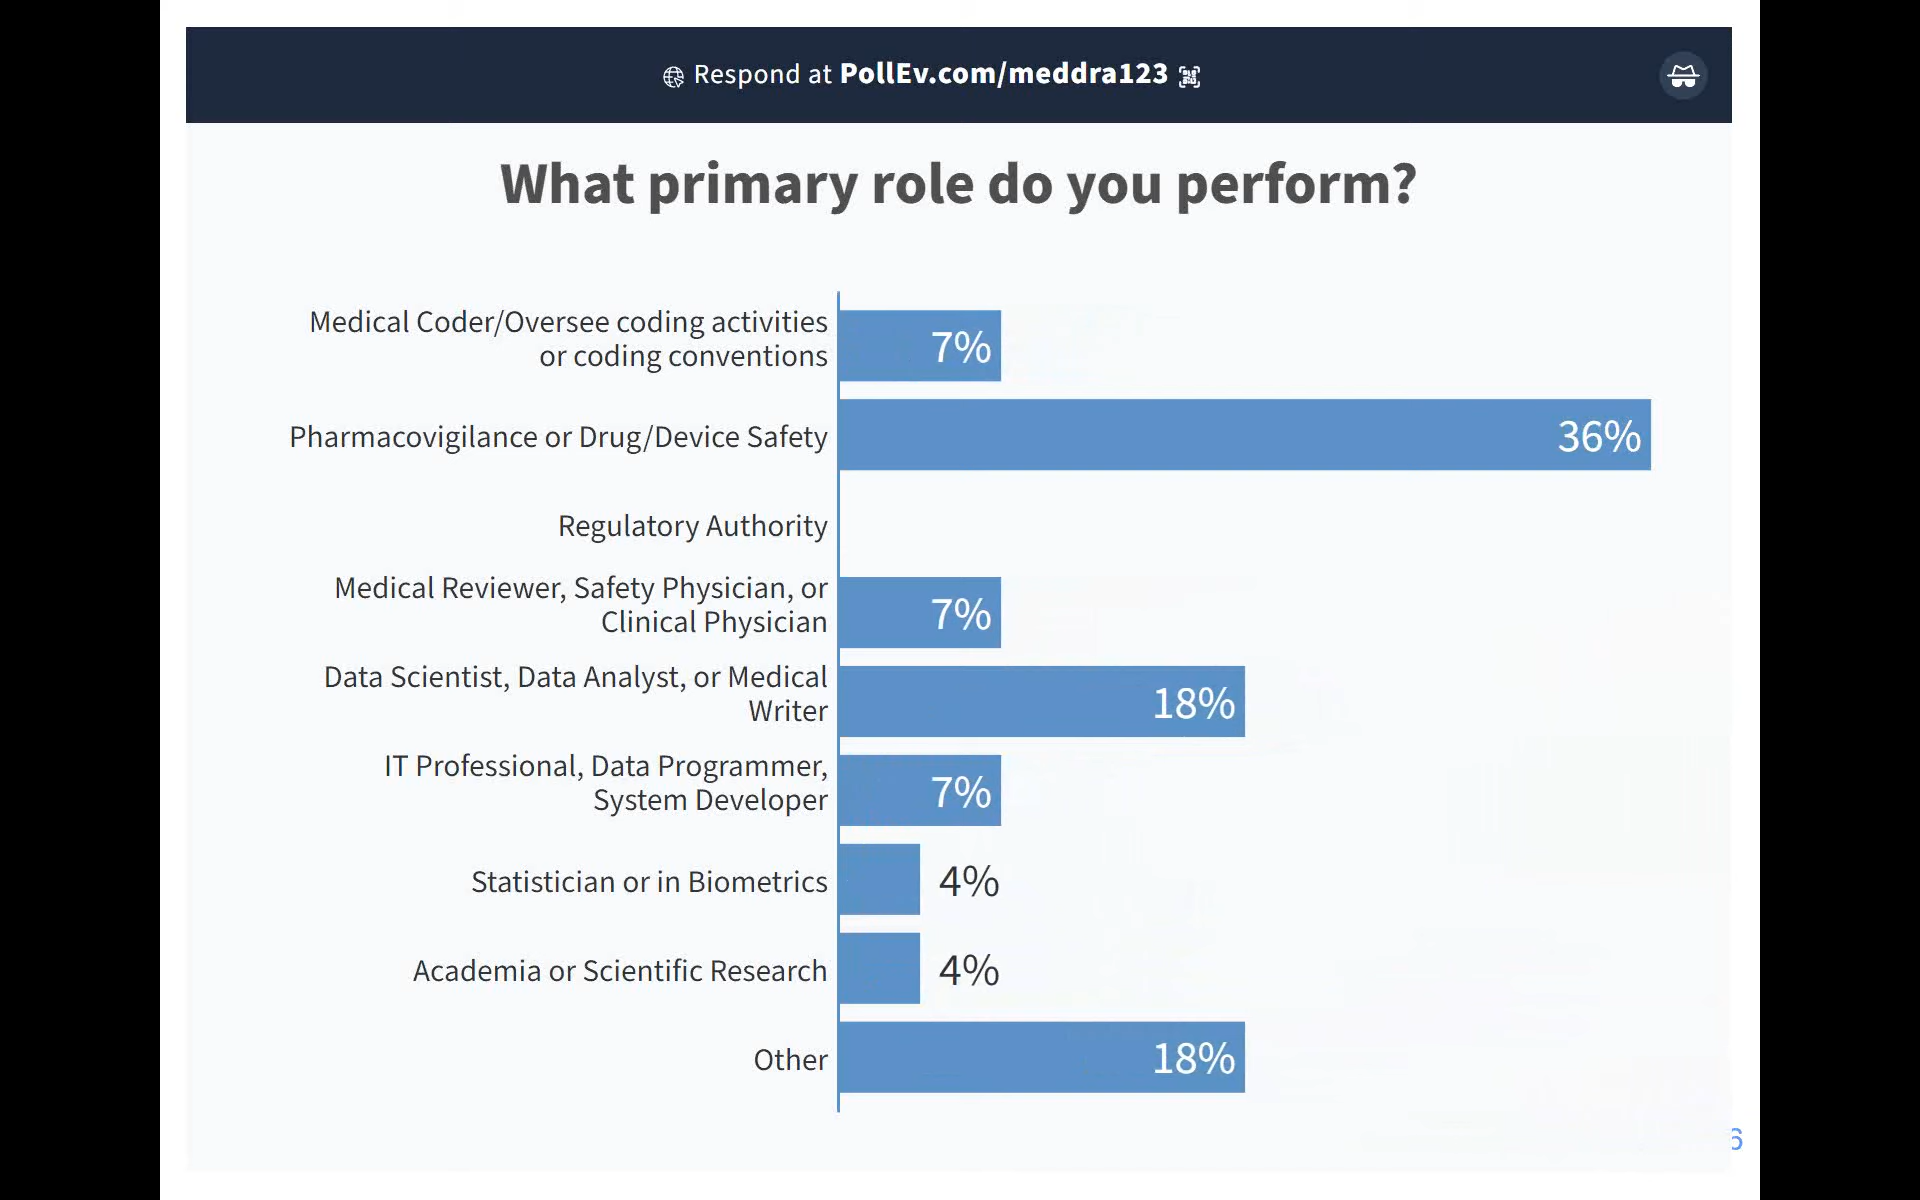 Respond at PollEv.com/meddra123
What primary role do you perform?
Medical Coder/Oversee coding activities
or coding conventions
7%
Pharmacovigilance or Drug/Device Safety
36%
Regulatory Authority
Medical Reviewer, Safety Physician, or
Clinical Physician
7%
Data Scientist, Data Analyst, or Medical
Writer
18%
IT Professional, Data Programmer,
System Developer
7%
Statistician or in Biometrics
4%
Academia or Scientific Research
4%
Other
18%
6